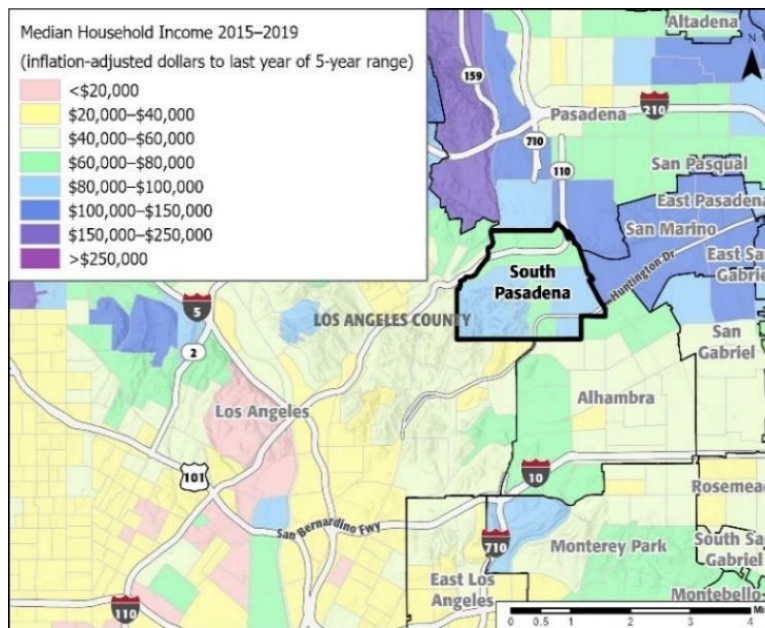 Median Household Income 2015–2019
(inflation-adjusted dollars to last year of 5-year range)
<$20,000
$20,000–$40,000
$40,000–$60,000
$60,000–$80,000
$80,000–$100,000
$100,000–$150,000
$150,000–$250,000
>$250,000
Altadena
N
159
Pasadena
210
710
110
San Pasqual
East Pasadena
San Marino
East Sa
Gabriel
South
Pasadena
Huntington Dr
5
LOS ANGELES COUNTY
2
San
Gabriel
Los Angeles
Alhambra
101
10
Rosemead
San Bernardino Fwy
710
Monterey Park
South Sa
Gabriel
East Los
Angeles
Montebello
110
0 0.5 1 2 3 4
Mi